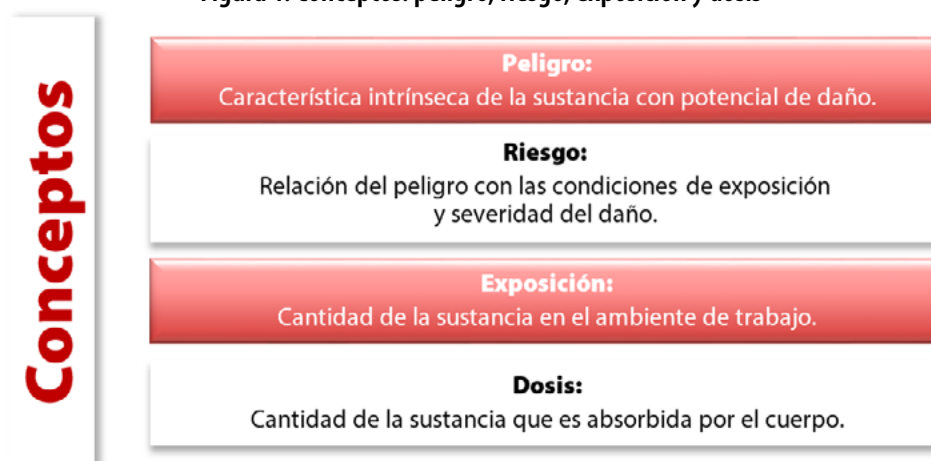 Conceptos
Peligro:
Característica intrínseca de la sustancia con potencial de daño.
Riesgo:
Relación del peligro con las condiciones de exposición
y severidad del daño.
Exposición:
Cantidad de la sustancia en el ambiente de trabajo.
Dosis:
Cantidad de la sustancia que es absorbida por el cuerpo.